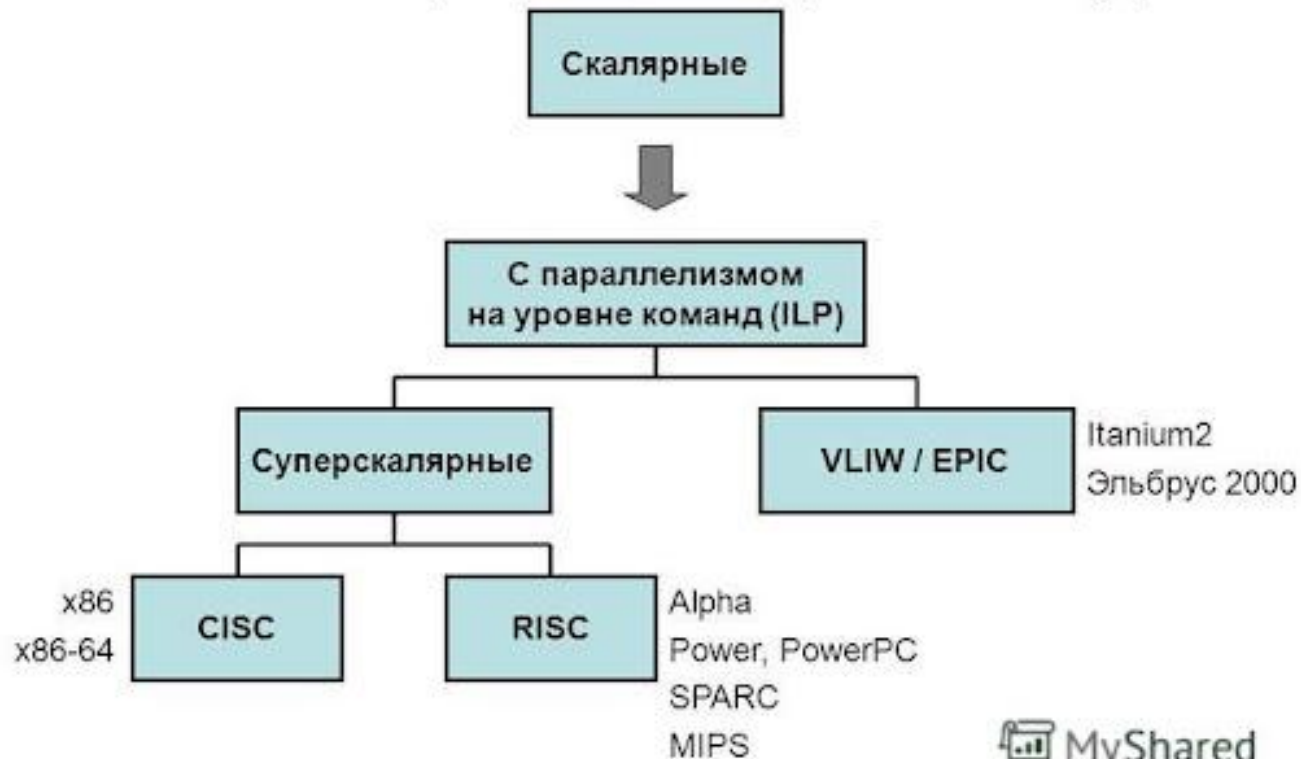 Скалярные
С параллелизмом
на уровне команд (ILP)
Суперскалярные
VLIW / EPIC
Itanium2
Эльбрус 2000
x86
x86-64
CISC
RISC
Alpha
Power, PowerPC
SPARC
MIPS
MyShared